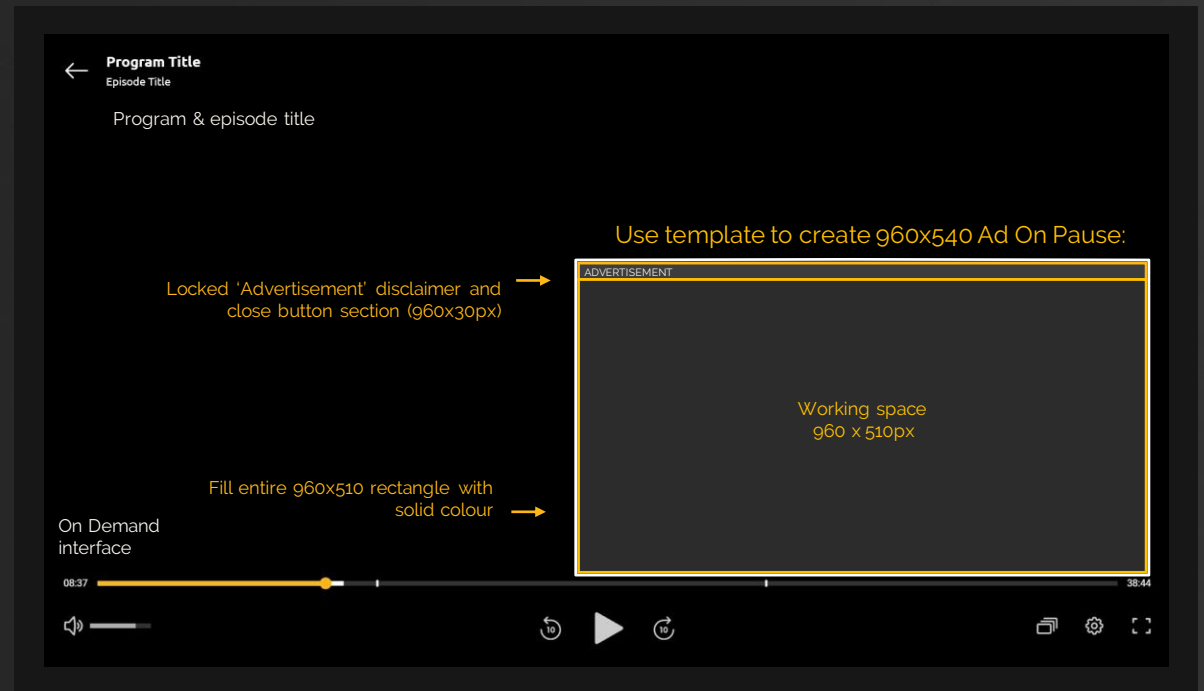 Program Title
Episode Title
Program & episode title
Use template to create 960x540 Ad On Pause:
ADVERTISEMENT
Locked ‘Advertisement’ disclaimer and
close button section (960x30px)
Working space
960 x 510px
Fill entire 960x510 rectangle with
solid colour
On Demand
interface
08:37
38:44
10
10